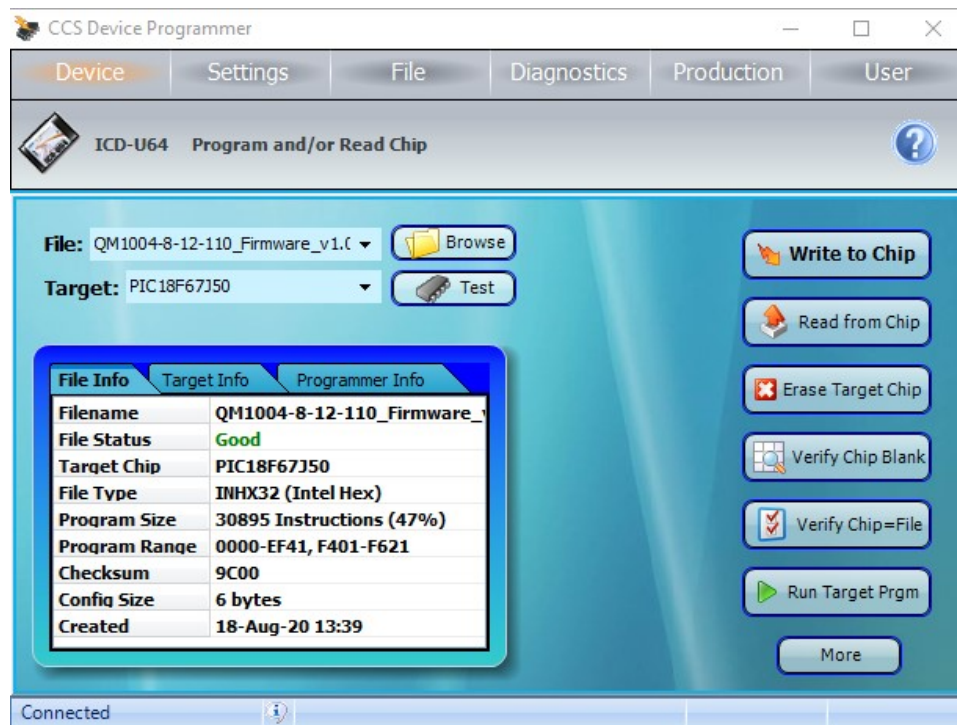 CCS Device Programmer
Device Settings File Diagnostics Production User
ICD-U64 Program and/or Read Chip
File: QM1004-8-12-110_Firmware_v1.( Browse
Target: PIC18F67J50 Test
Write to Chip
Read from Chip
Erase Target Chip
Verify Chip Blank
Verify Chip=File
Run Target Prgm
More
File Info Target Info Programmer Info
Filename QM1004-8-12-110_Firmware_v
File Status Good
Target Chip PIC18F67J50
File Type INHX32 (Intel Hex)
Program Size 30895 Instructions (47%)
Program Range 0000-EF41, F401-F621
Checksum 9C00
Config Size 6 bytes
Created 18-Aug-20 13:39
Connected